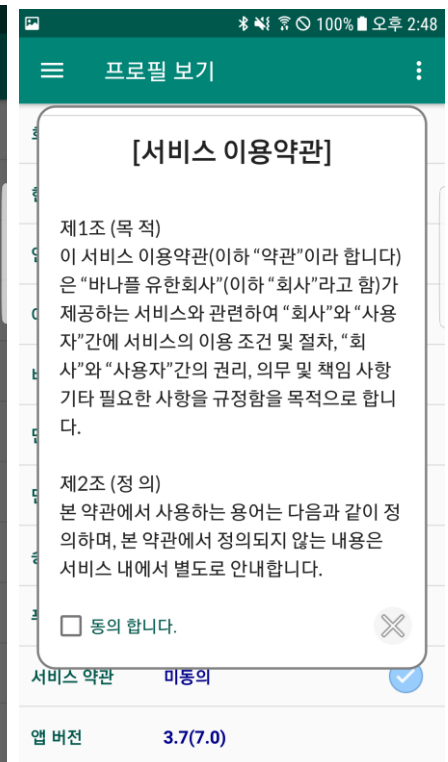 100% 오후 2:48
프로필 보기
[서비스 이용약관]
제1조 (목 적)
이 서비스 이용약관(이하 “약관”이라 합니다)
은 “바나플 유한회사”(이하 “회사”라고 함)가
제공하는 서비스와 관련하여 “회사”와 “사용
자”간에 서비스의 이용 조건 및 절차, “회
사”와 “사용자”간의 권리, 의무 및 책임 사항
기타 필요한 사항을 규정함을 목적으로 합니
다.
제2조 (정 의)
본 약관에서 사용하는 용어는 다음과 같이 정
의하며, 본 약관에서 정의되지 않는 내용은
서비스 내에서 별도로 안내합니다.
동의 합니다.
서비스 약관 미동의
앱 버전 3.7(7.0)